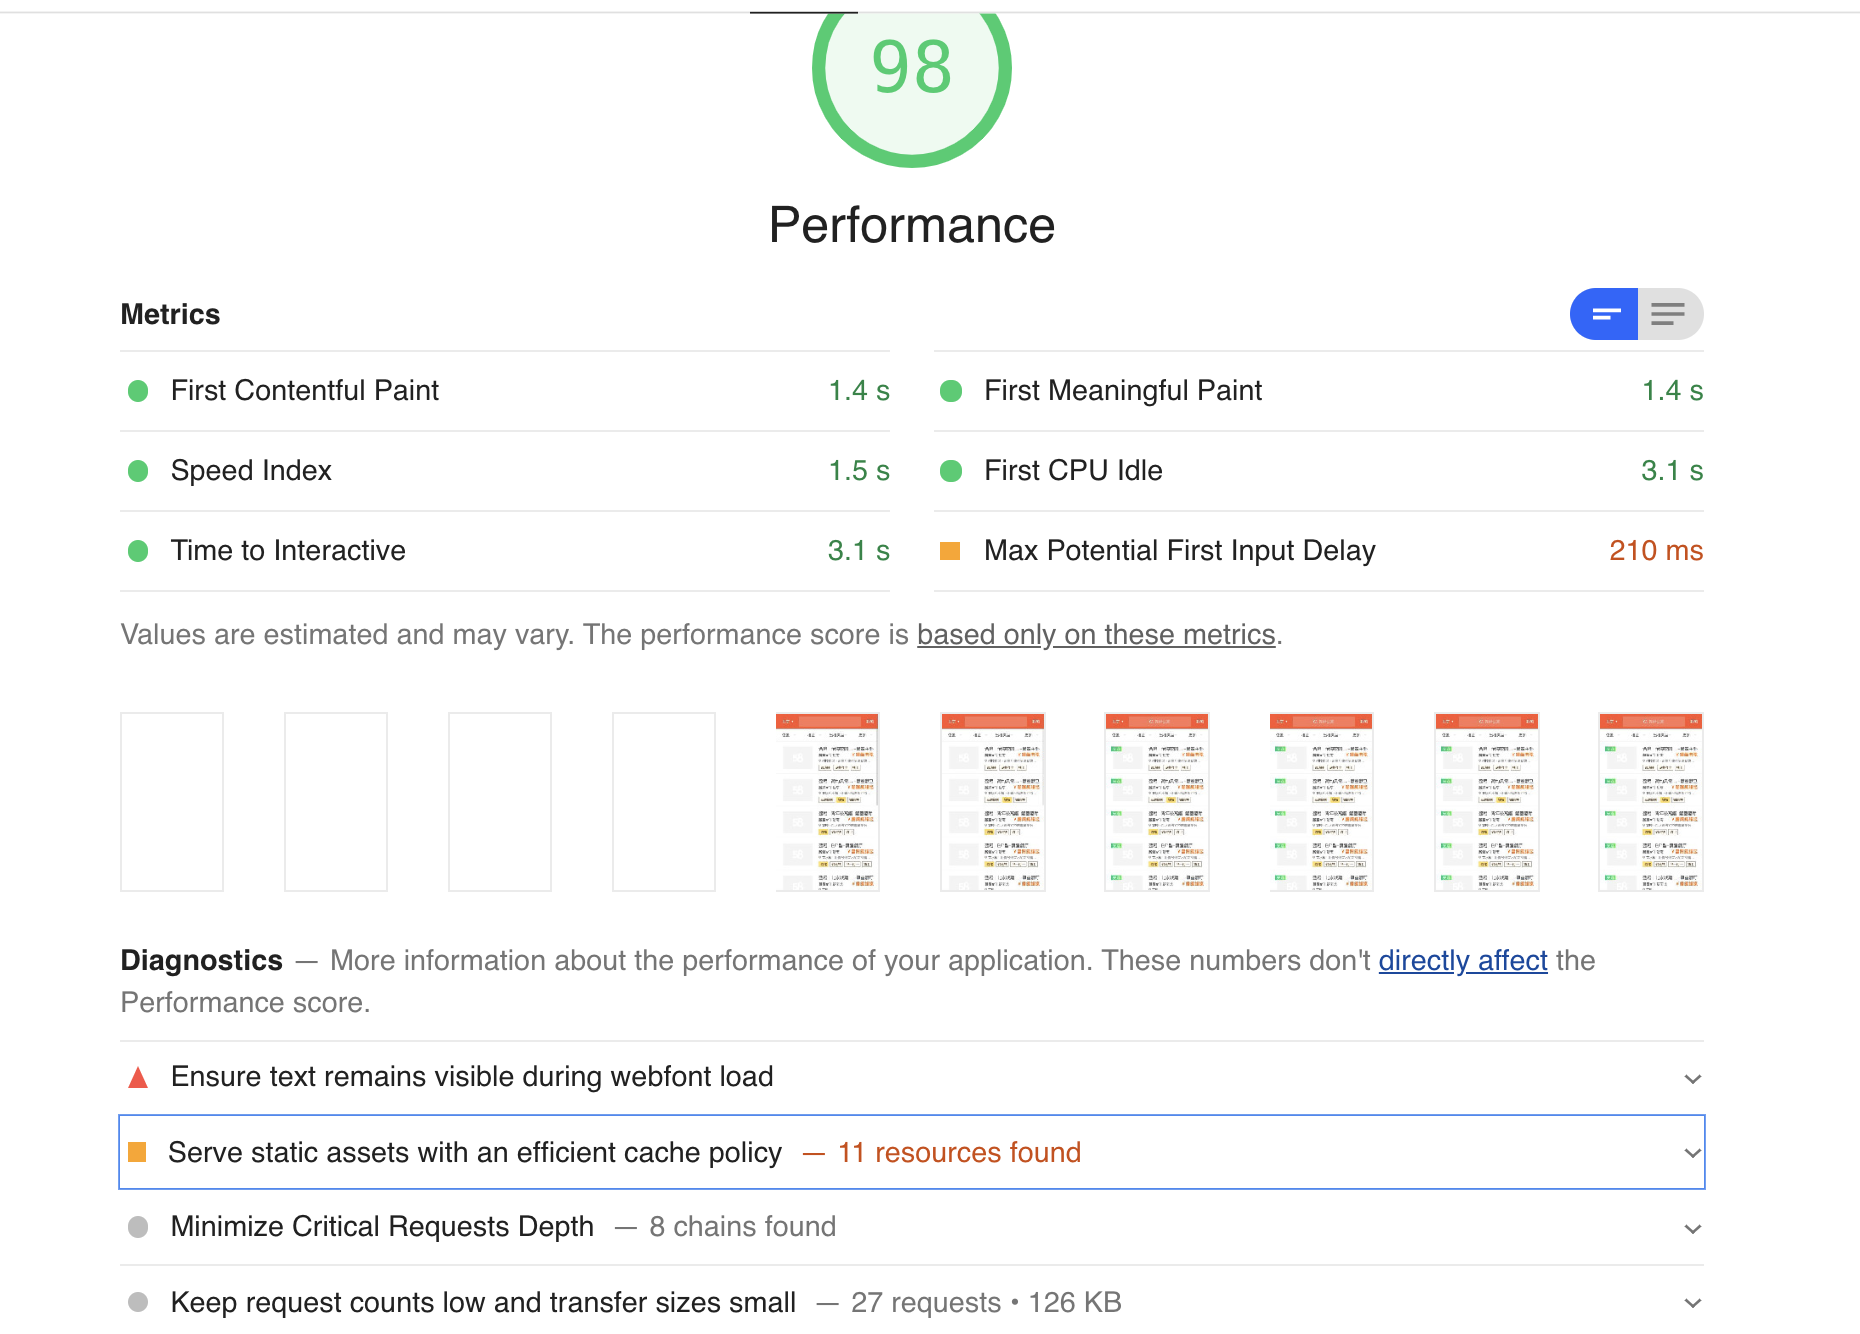 98
Performance
Metrics
First Contentful Paint 1.4 s
First Meaningful Paint 1.4 s
Speed Index 1.5 s
First CPU Idle 3.1 s
Time to Interactive 3.1 s
Max Potential First Input Delay 210 ms
Values are estimated and may vary. The performance score is based only on these metrics.
Diagnostics — More information about the performance of your application. These numbers don't directly affect the
Performance score.
Ensure text remains visible during webfont load
Serve static assets with an efficient cache policy — 11 resources found
Minimize Critical Requests Depth — 8 chains found
Keep request counts low and transfer sizes small — 27 requests • 126 KB